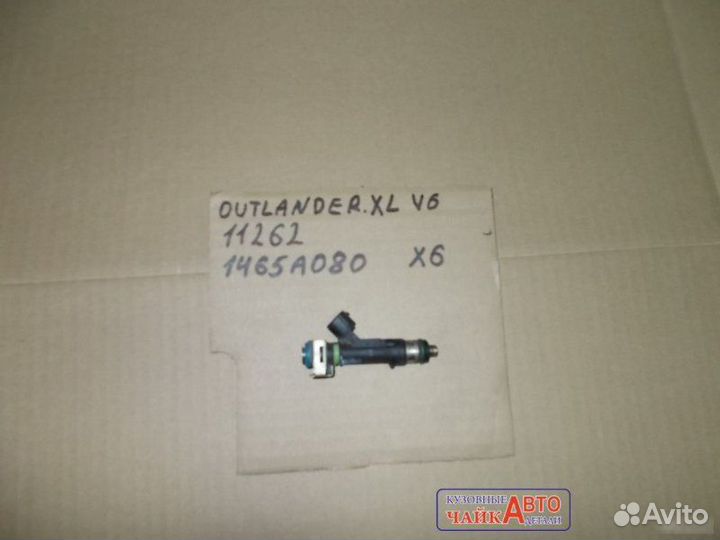 OUTLANDER.XL V6
11262
1465A080 X6
КУЗОВНЫЕ АВТО
ЧАЙКА ДЕТАЛИ
Avito